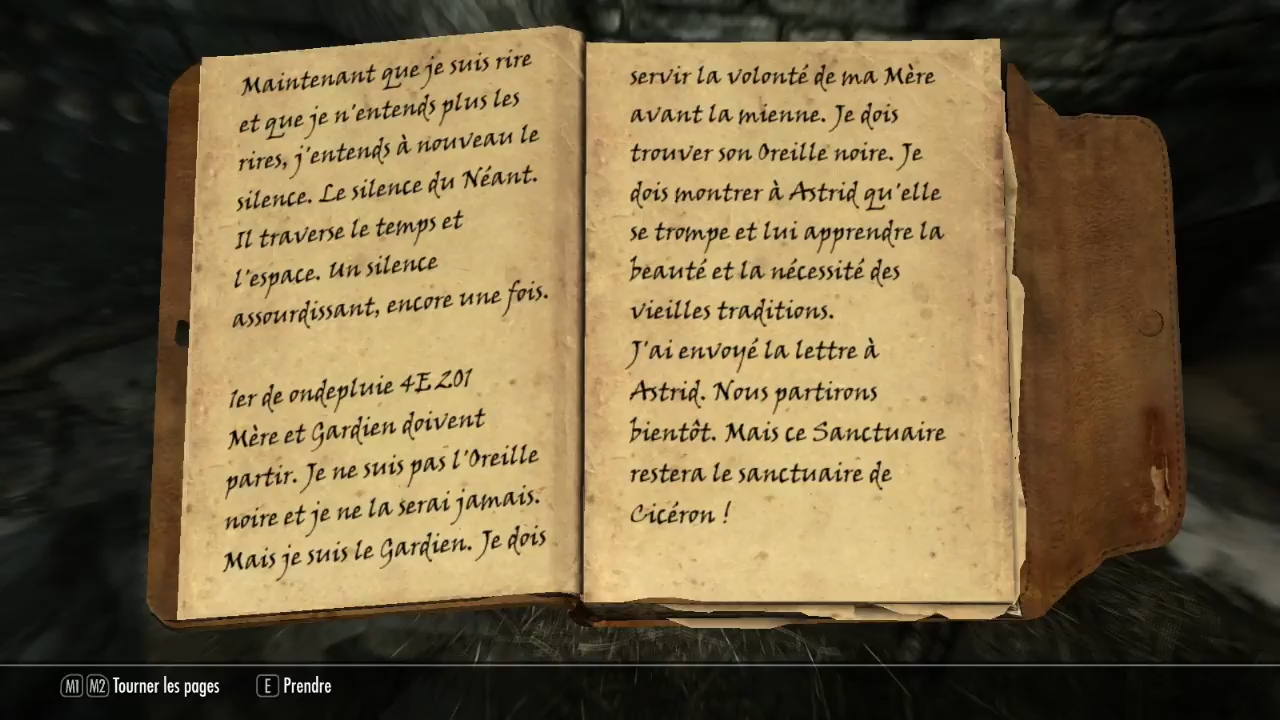 Maintenant que je suis rire
et que je n'entends plus les
rires, j'entends à nouveau le
silence. Le silence du Néant.
Il traverse le temps et
l'espace. Un silence
assourdissant, encore une fois.
1er de ondepluie 4E 201
Mère et Gardien doivent
partir. Je ne suis pas l'Oreille
noire et je ne la serai jamais.
Mais je suis le Gardien. Je dois
servir la volonté de ma Mère
avant la mienne. Je dois
trouver son Oreille noire. Je
dois montrer à Astrid qu'elle
se trompe et lui apprendre la
beauté et la nécessité des
vieilles traditions.
J'ai envoyé la lettre à
Astrid. Nous partirons
bientôt. Mais ce Sanctuaire
restera le sanctuaire de
Cicéron !
M1 M2 Tourner les pages E Prendre